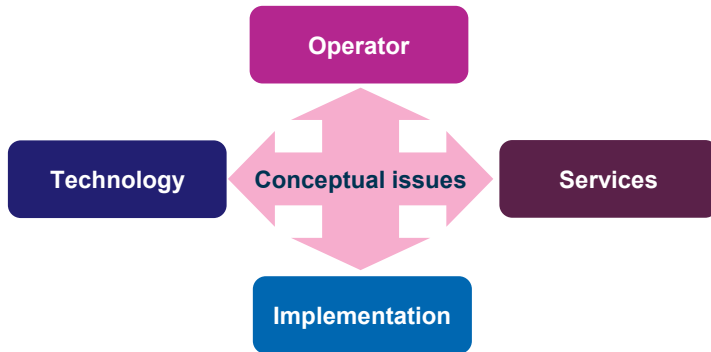 Operator
Technology
Conceptual issues
Services
Implementation